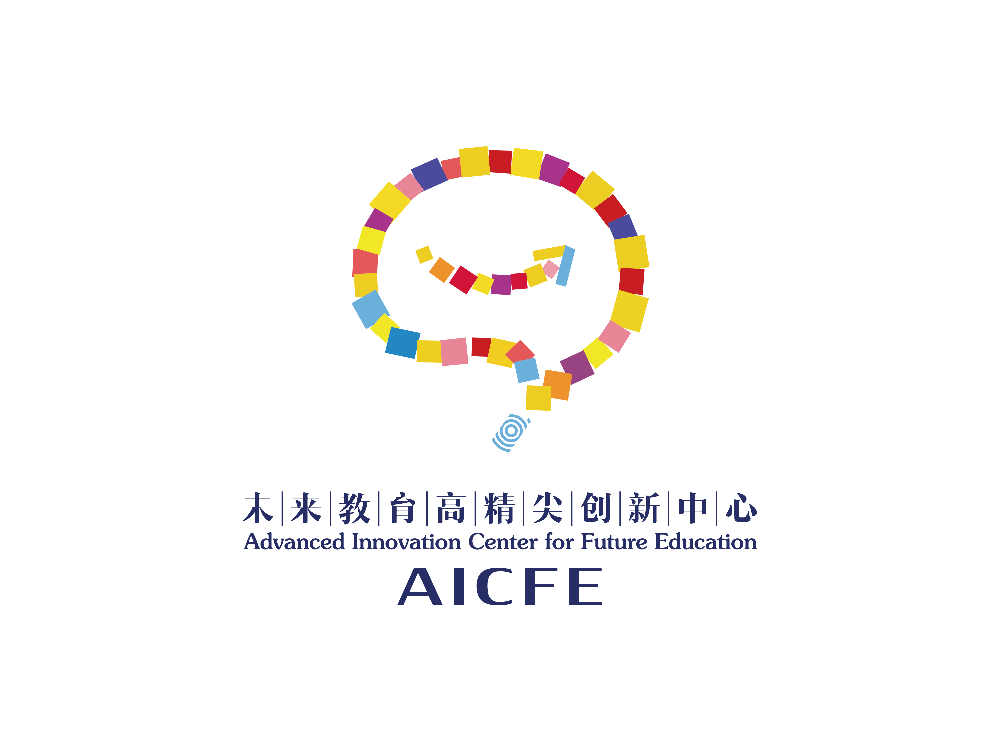 未|来|教|育|高|精|尖|创|新|中|心
Advanced Innovation Center for Future Education
AICFE